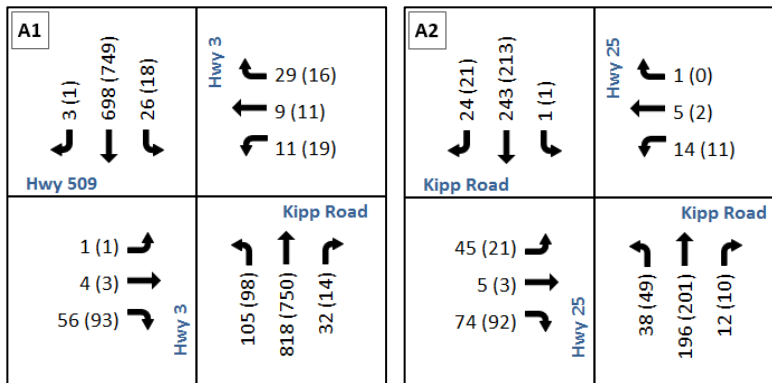 A1
3 (1)
698 (749)
26 (18)
Hwy 509
Hwy 3
29 (16)
9 (11)
11 (19)
1 (1)
4 (3)
56 (93)
Hwy 3
Kipp Road
105 (98)
818 (750)
32 (14)
A2
24 (21)
243 (213)
1 (1)
Kipp Road
Hwy 25
1 (0)
5 (2)
14 (11)
45 (21)
5 (3)
74 (92)
Hwy 25
Kipp Road
38 (49)
196 (201)
12 (10)